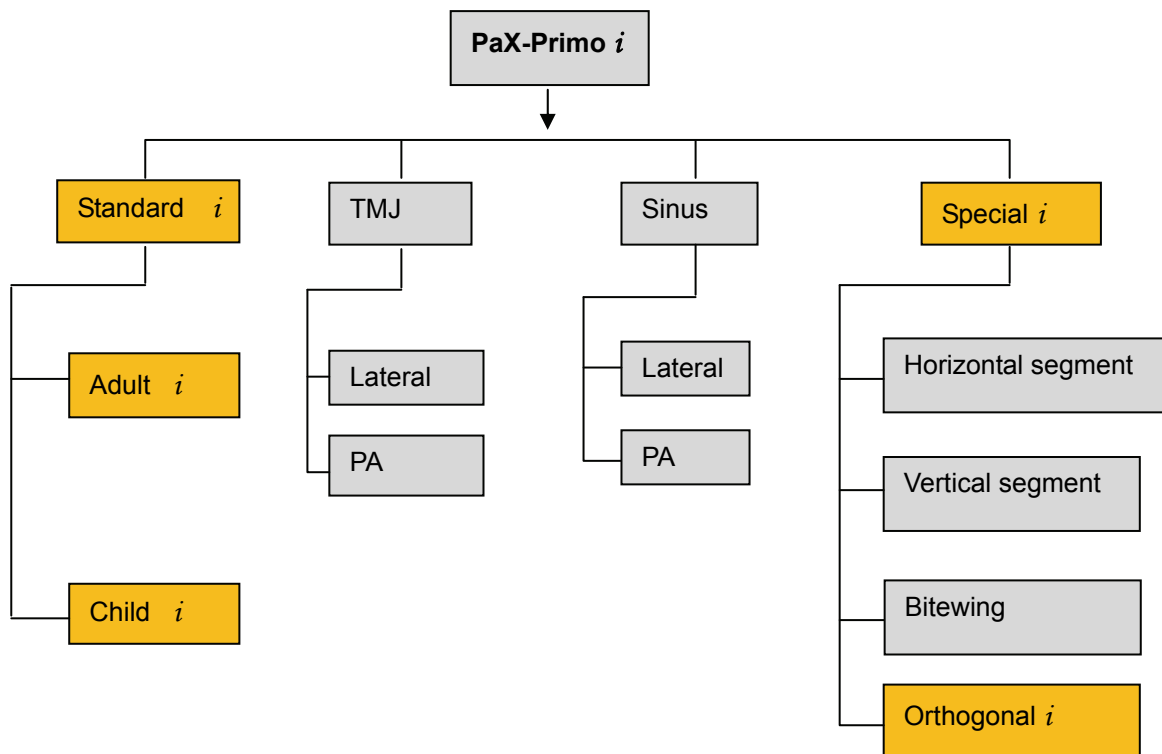 PaX-Primo i
Standard i
TMJ
Sinus
Special i
Adult i
Child i
Lateral
PA
Lateral
PA
Horizontal segment
Vertical segment
Bitewing
Orthogonal i